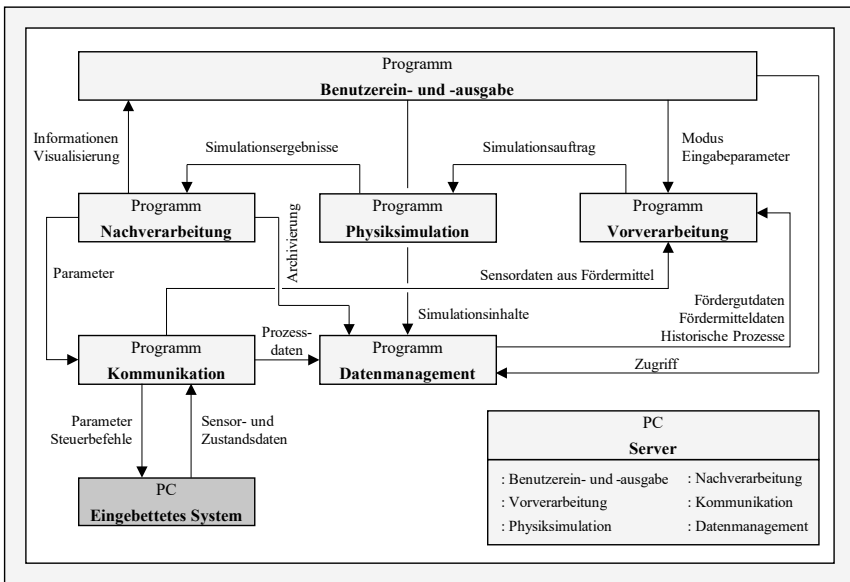 Programm
Benutzerein- und -ausgabe
Informationen
Visualisierung
Simulationsergebnisse
Simulationsauftrag
Modus
Eingabeparameter
Programm
Nachverarbeitung
Programm
Physiksimulation
Programm
Vorverarbeitung
Archivierung
Parameter
Sensordaten aus Fördermittel
Fördergutdaten
Fördermitteldaten
Historische Prozesse
Simulationsinhalte
Prozess-
daten
Programm
Kommunikation
Programm
Datenmanagement
Zugriff
Parameter
Steuerbefehle
Sensor- und
Zustandsdaten
PC
Eingebettetes System
PC
Server
: Benutzerein- und -ausgabe
: Nachverarbeitung
: Vorverarbeitung
: Kommunikation
: Physiksimulation
: Datenmanagement